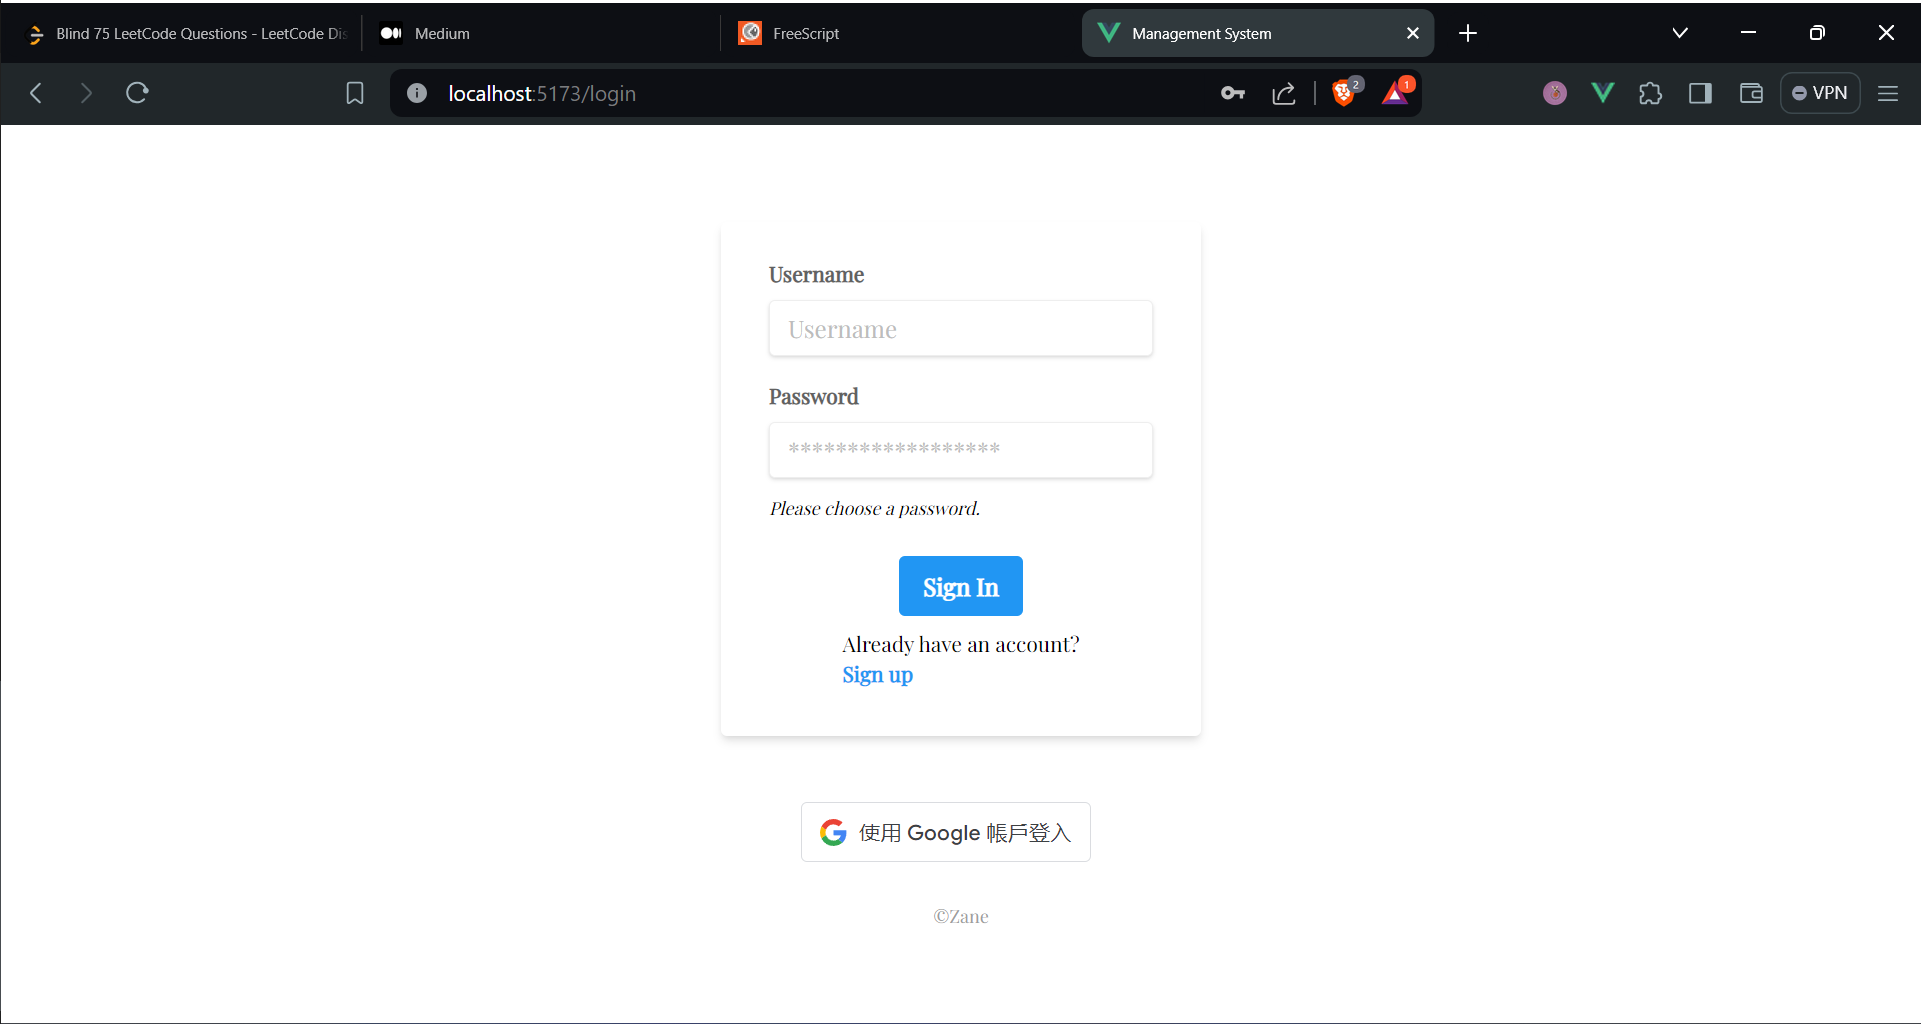 Blind 75 LeetCode Questions - LeetCode Dis
Medium
FreeScript
Management System
localhost:5173/login
2
1
VPN
Username
Username
Password
******************
Please choose a password.
Sign In
Already have an account?
Sign up
使用 Google 帳戶登入
©Zane